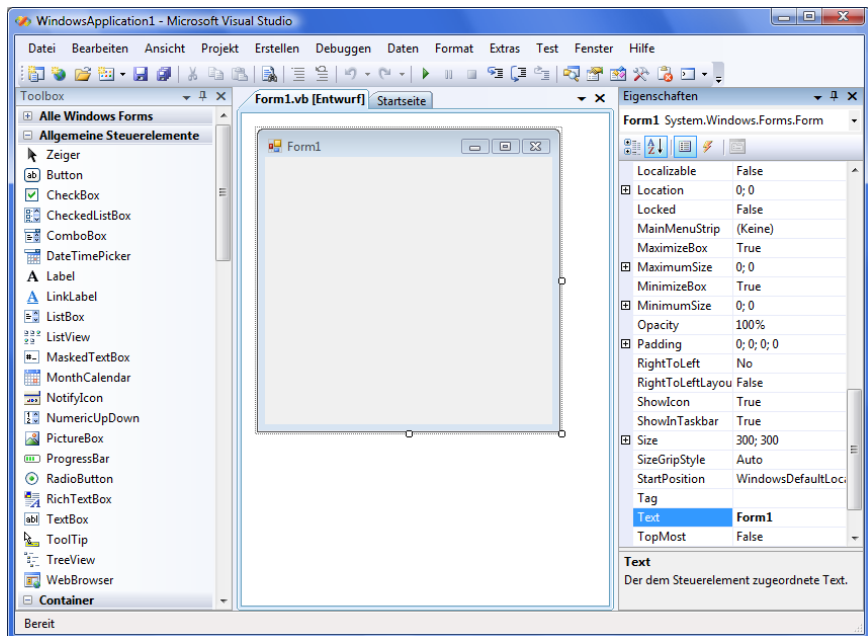 WindowsApplication1 - Microsoft Visual Studio
Datei Bearbeiten Ansicht Projekt Erstellen Debuggen Daten Format Extras Test Fenster Hilfe
Toolbox
Alle Windows Forms
Allgemeine Steuerelemente
Zeiger
Button
CheckBox
CheckedListBox
ComboBox
DateTimePicker
A Label
A LinkLabel
ListBox
ListView
MaskedTextBox
MonthCalendar
NotifyIcon
NumericUpDown
PictureBox
ProgressBar
RadioButton
RichTextBox
TextBox
ToolTip
TreeView
WebBrowser
Container
Form1.vb [Entwurf] Startseite
Form1
Eigenschaften
Form1 System.Windows.Forms.Form
Localizable False
Location 0; 0
Locked False
MainMenuStrip (Keine)
MaximizeBox True
MaximumSize 0; 0
MinimizeBox True
MinimumSize 0; 0
Opacity 100%
Padding 0; 0; 0; 0
RightToLeft No
RightToLeftLayou False
ShowIcon True
ShowInTaskbar True
Size 300; 300
SizeGripStyle Auto
StartPosition WindowsDefaultLoca
Tag
Text Form1
TopMost False
Text
Der dem Steuerelement zugeordnete Text.
Bereit